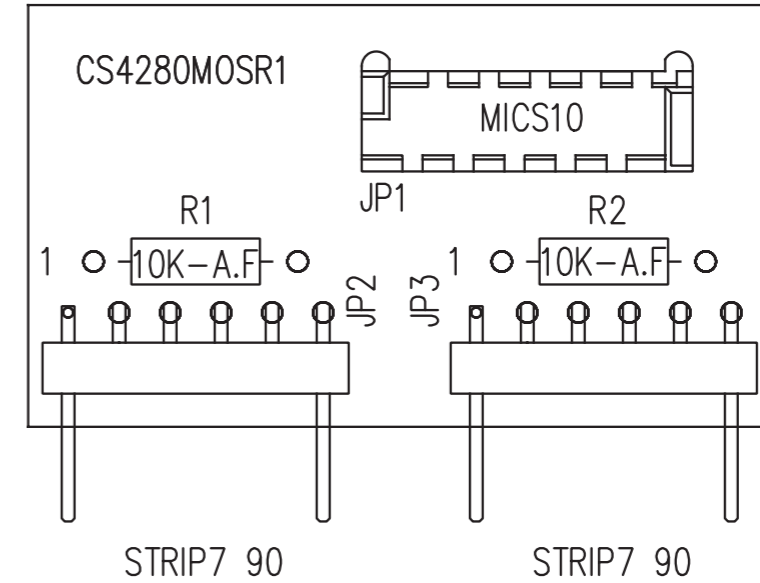 CS4280MOSR1
MICS10
JP1
R1
R2
1
10K-A.F
1
10K-A.F
JP2
JP3
STRIP7 90
STRIP7 90